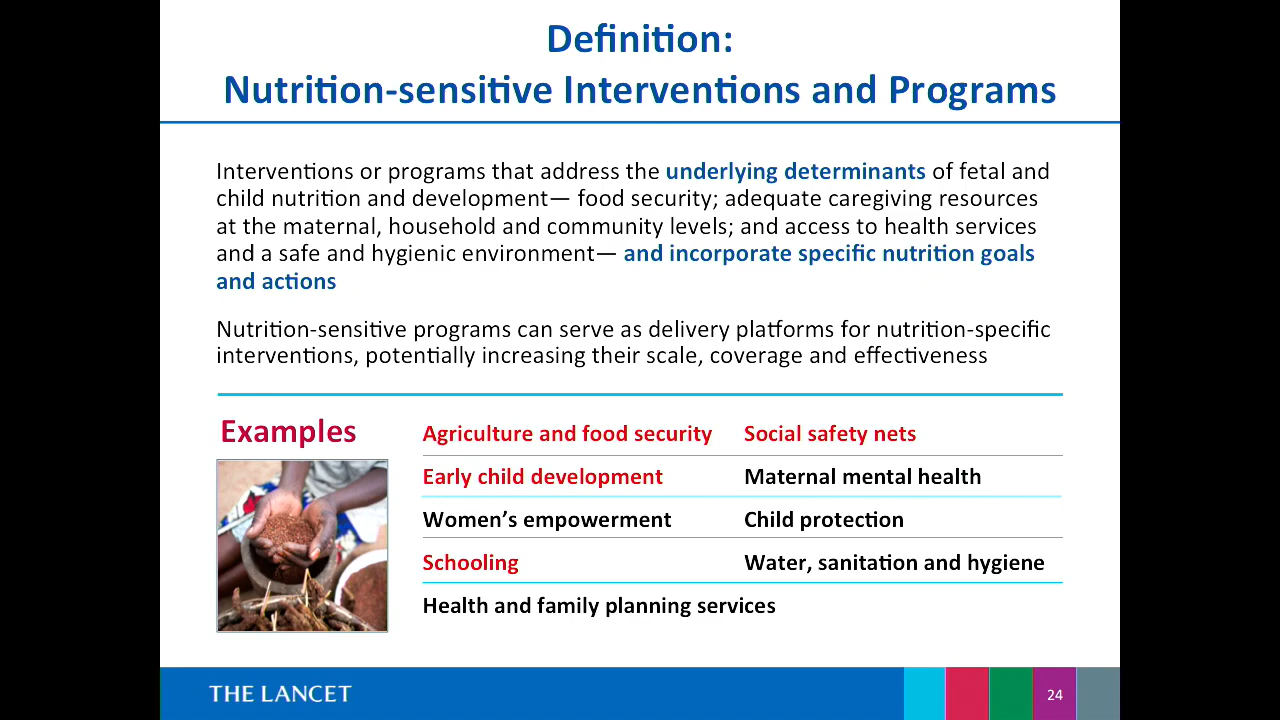 Definition:
Nutrition-sensitive Interventions and Programs
Interventions or programs that address the underlying determinants of fetal and
child nutrition and development— food security; adequate caregiving resources
at the maternal, household and community levels; and access to health services
and a safe and hygienic environment— and incorporate specific nutrition goals
and actions
Nutrition-sensitive programs can serve as delivery platforms for nutrition-specific
interventions, potentially increasing their scale, coverage and effectiveness
Examples
Agriculture and food security Social safety nets
Early child development Maternal mental health
Women’s empowerment Child protection
Schooling Water, sanitation and hygiene
Health and family planning services
THE LANCET
24